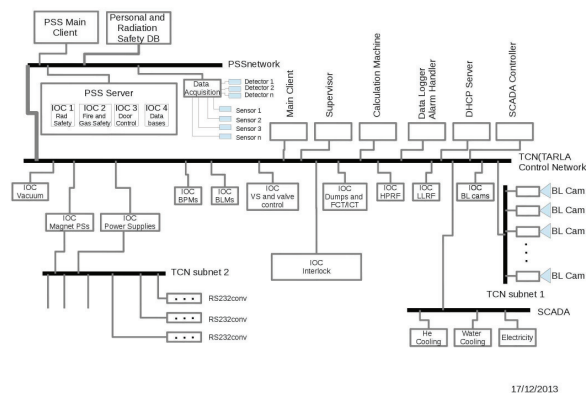 PSS Main
Client
Personal and
Radiation
Safety DB
PSSnetwork
PSS Server
IOC 1
Rad
Safety
IOC 2
Fire and
Gas Safety
IOC 3
Door
Control
IOC 4
Data
bases
Data
Acquisition
Detector 1
Detector 2
Detector n
Sensor 1
Sensor 2
Sensor 3
Sensor n
Main Client
Supervisor
Calculation Machine
Data Logger
Alarm Handler
DHCP Server
SCADA Controller
TCN(TARLA
Control Network
IOC
Vacuum
IOC
Magnet PSs
IOC
Power Supplies
IOC
BPMs
IOC
BLMs
IOC
VS and valve
control
IOC
Dumps and
FCT/ICT
IOC
HPRF
IOC
LLRF
IOC
BL cams
IOC
Interlock
BL Cam
BL Cam
BL Cam
BL Cam
TCN subnet 1
TCN subnet 2
RS232conv
RS232conv
RS232conv
SCADA
He
Cooling
Water
Cooling
Electricity
17/12/2013